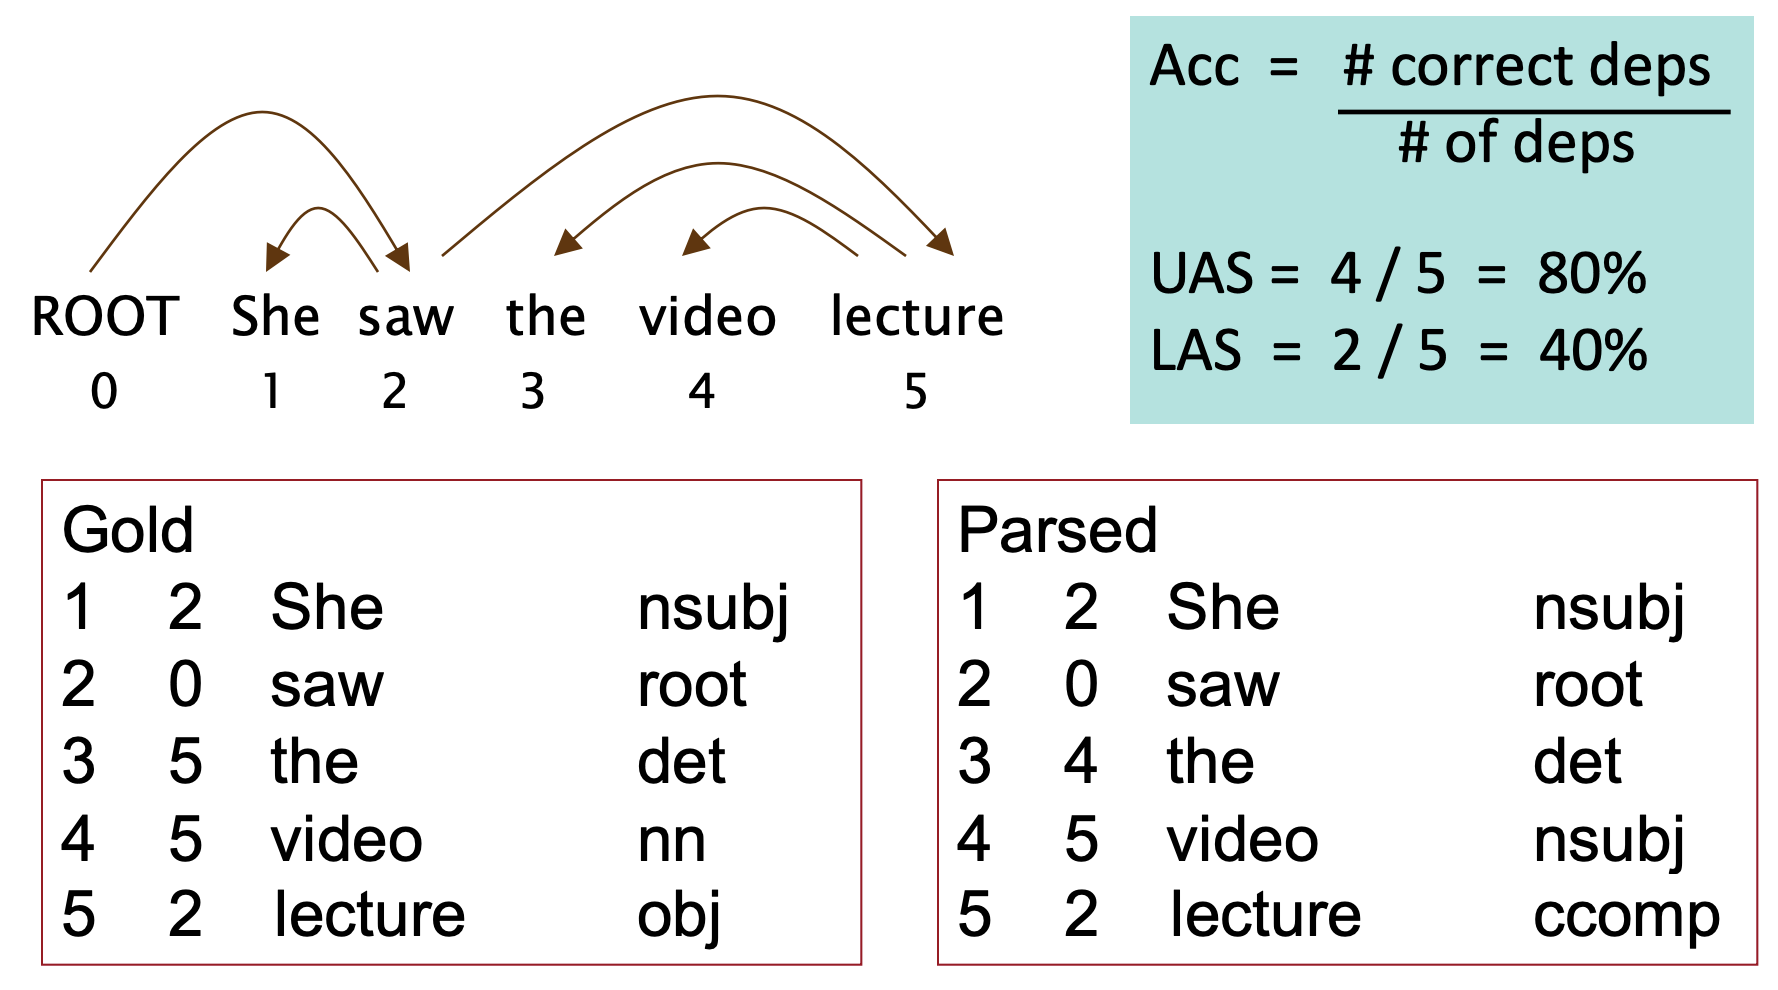 Acc = # correct deps
# of deps
UAS = 4 / 5 = 80%
LAS = 2 / 5 = 40%
ROOT She saw the video lecture
0 1 2 3 4 5
Gold
1 2 She nsubj
2 0 saw root
3 5 the det
4 5 video nn
5 2 lecture obj
Parsed
1 2 She nsubj
2 0 saw root
3 4 the det
4 5 video nsubj
5 2 lecture ccomp